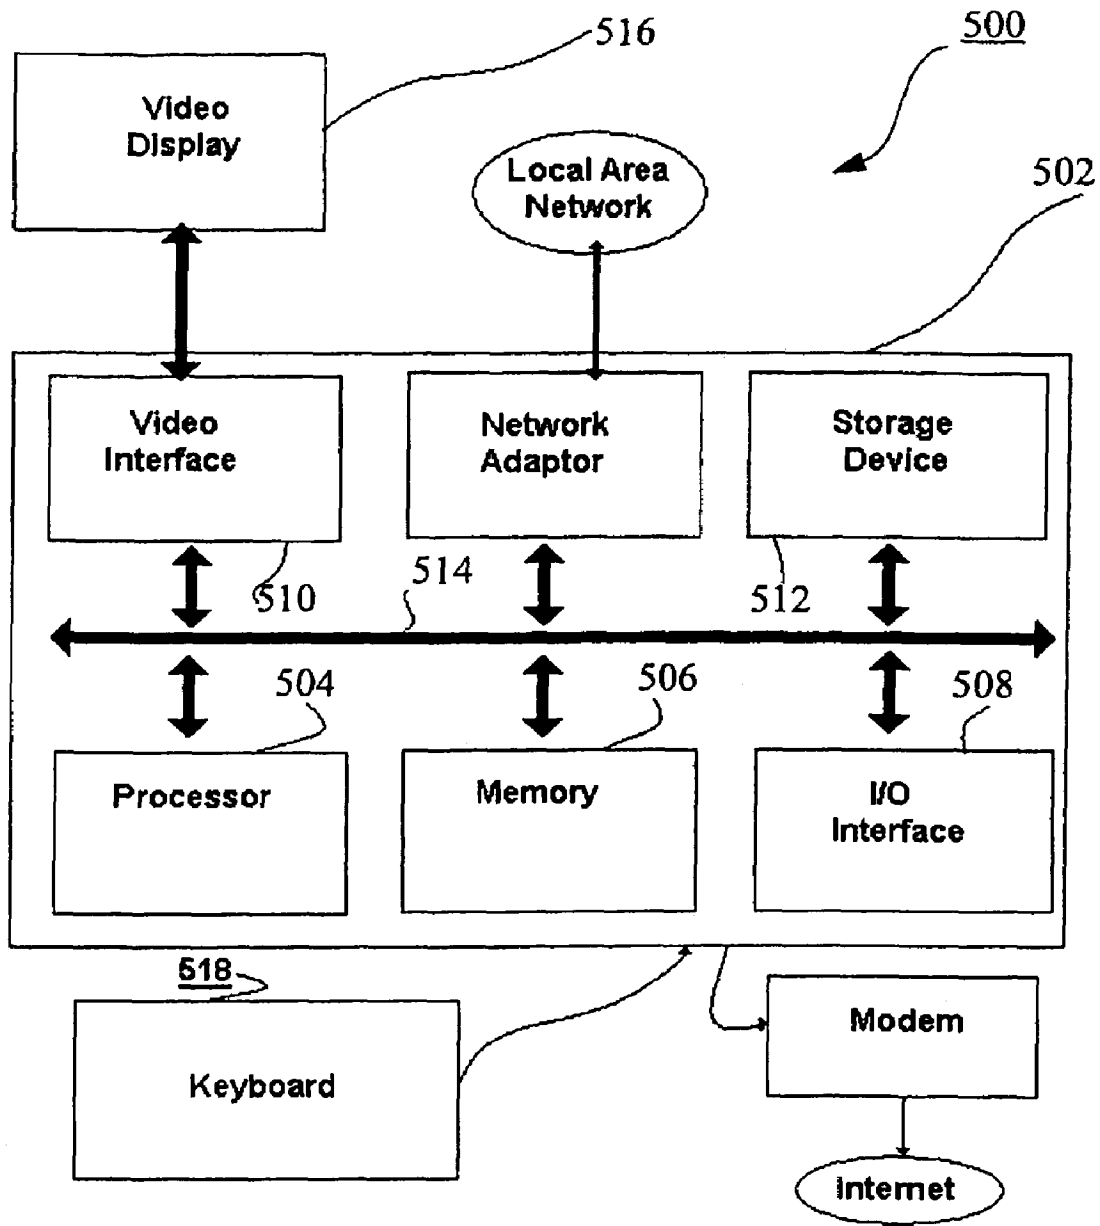 516
500
Video
Display
Local Area
Network
502
Video
Interface
Network
Adaptor
Storage
Device
510
514
512
504
506
508
Processor
Memory
I/O
Interface
518
Keyboard
Modem
Internet